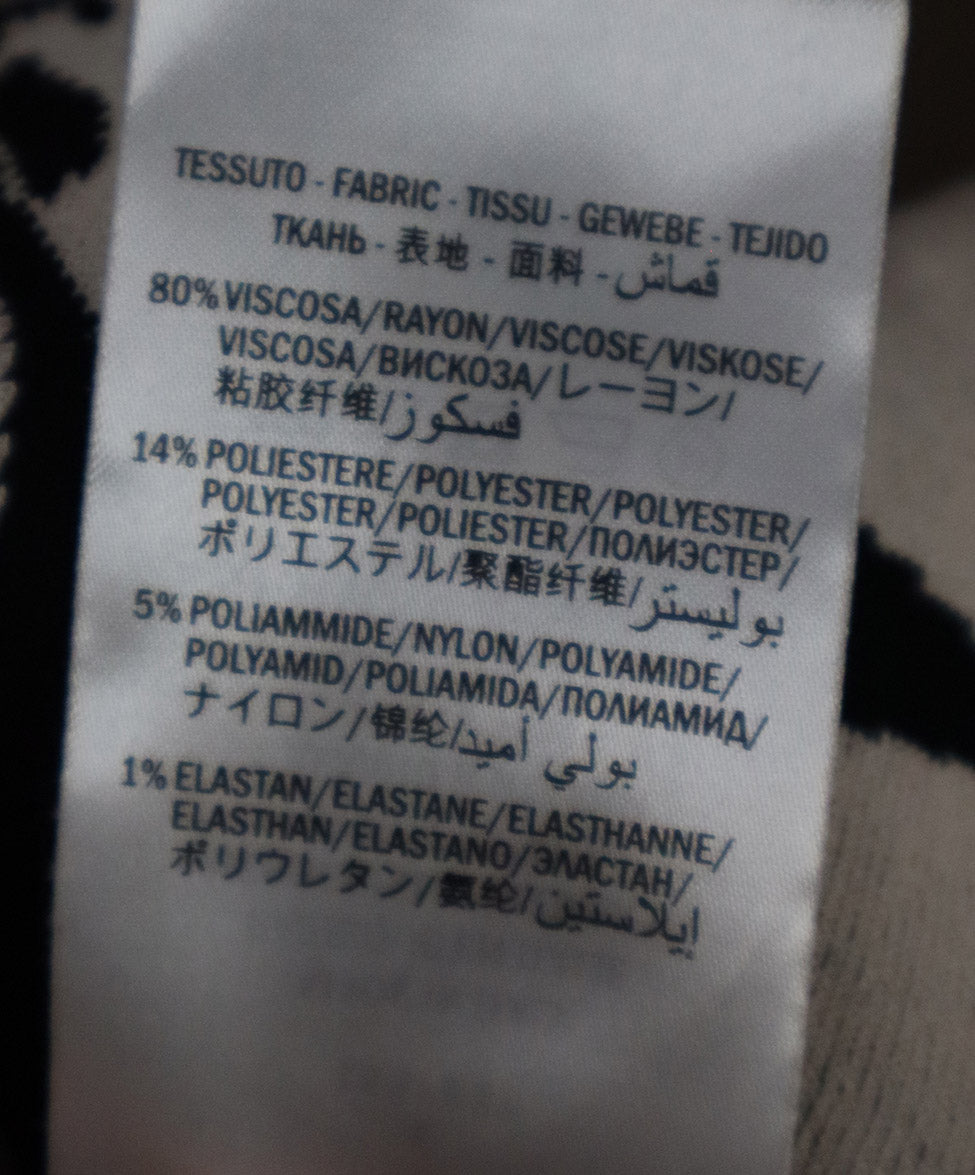 TESSUTO - FABRIC - TISSU - GEWEBE - TEJIDO
ТКАНЬ - 表地 - 面料 - قماش
80% VISCOSA/RAYON/VISCOSE/VISKOSE/
VISCOSA/ВИСКОЗА/レーヨン/
粘胶纤维/فسكوز
14% POLIESTERE/POLYESTER/POLYESTER/
POLYESTER/POLIESTER/ПОЛИЭСТЕР/
ポリエステル/聚酯纤维/بوليستر
5% POLIAMMIDE/NYLON/POLYAMIDE/
POLYAMID/POLIAMIDA/ПОЛИАМИД/
ナイロン/锦纶/بولي أميد
1% ELASTAN/ELASTANE/ELASTHANNE/
ELASTHAN/ELASTANO/ЭЛАСТАН/
ポリウレタン/氨纶/إيلاستين